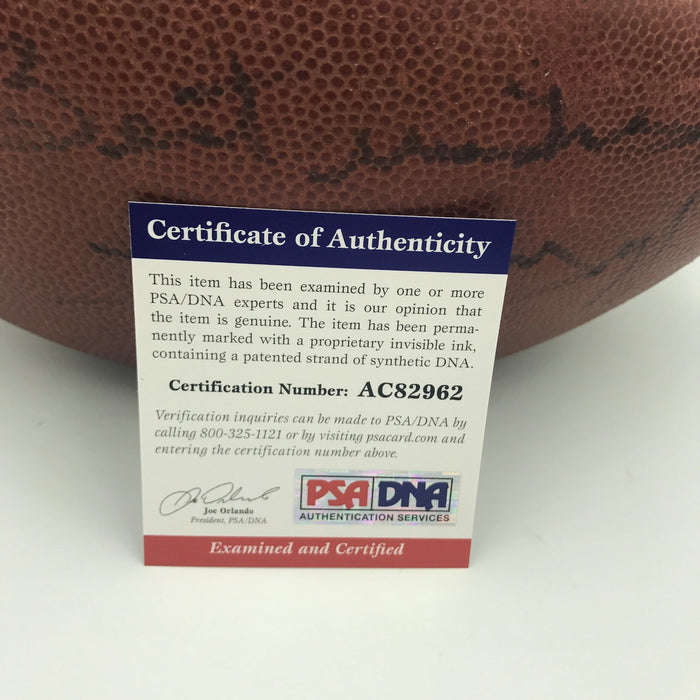 Certificate of Authenticity
This item has been examined by one or more
PSA/DNA experts and it is our opinion that
the item is genuine. The item has been perma-
nently marked with a proprietary invisible ink,
containing a patented strand of synthetic DNA.
Certification Number: AC82962
Verification inquiries can be made to PSA/DNA by
calling 800-325-1121 or by visiting psacard.com and
entering the certification number above.
Joe Orlando
President, PSA/DNA
PSA DNA
AUTHENTICATION SERVICES
Examined and Certified